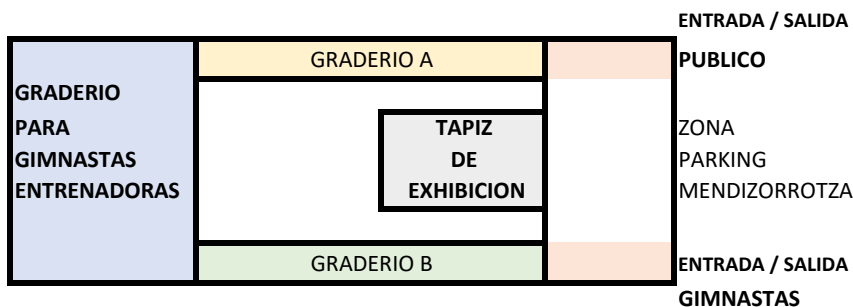 ENTRADA / SALIDA
GRADERIO A
PUBLICO
GRADERIO
PARA
GIMNASTAS
ENTRENADORAS
TAPIZ
DE
EXHIBICION
ZONA
PARKING
MENDIZORROTZA
GRADERIO B
ENTRADA / SALIDA
GIMNASTAS